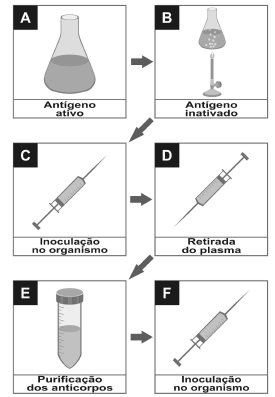 A
Antígeno
ativo
B
Antígeno
inativado
C
Inoculação
no organismo
D
Retirada
do plasma
E
Purificação
dos anticorpos
F
Inoculação
no organismo